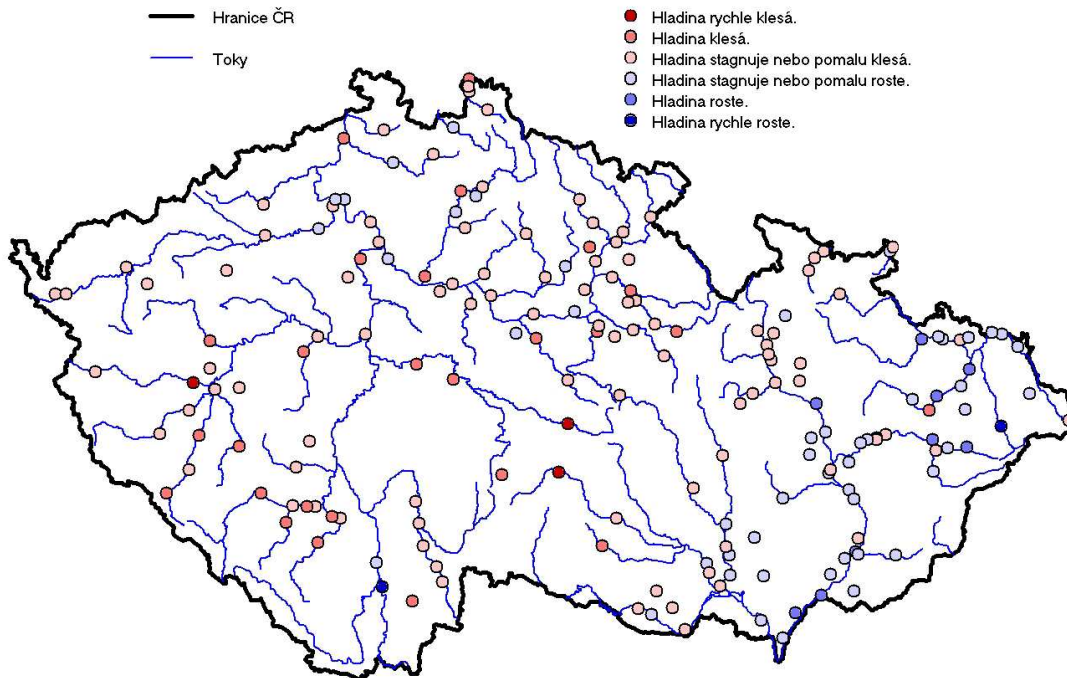 Hranice ČR
Toky
Hladina rychle klesá.
Hladina klesá.
Hladina stagnuje nebo pomalu klesá.
Hladina stagnuje nebo pomalu roste.
Hladina roste.
Hladina rychle roste.